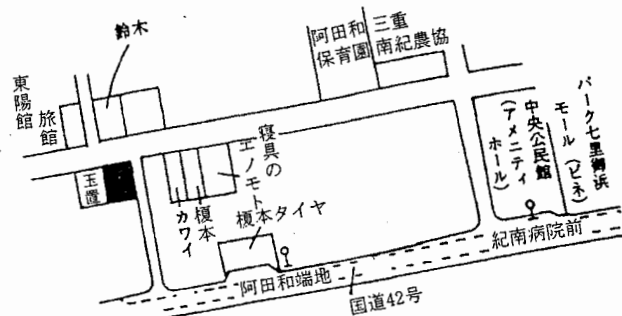 鈴木
東陽館
旅館
玉置
カワイ
榎本
寝具の
エノモト
榎本タイヤ
阿田和
保育園
三重
南紀農協
中央公民館
(アメニティ
ホール)
パーク七里御浜
モール(ピネ)
紀南病院前
阿田和端地
国道42号